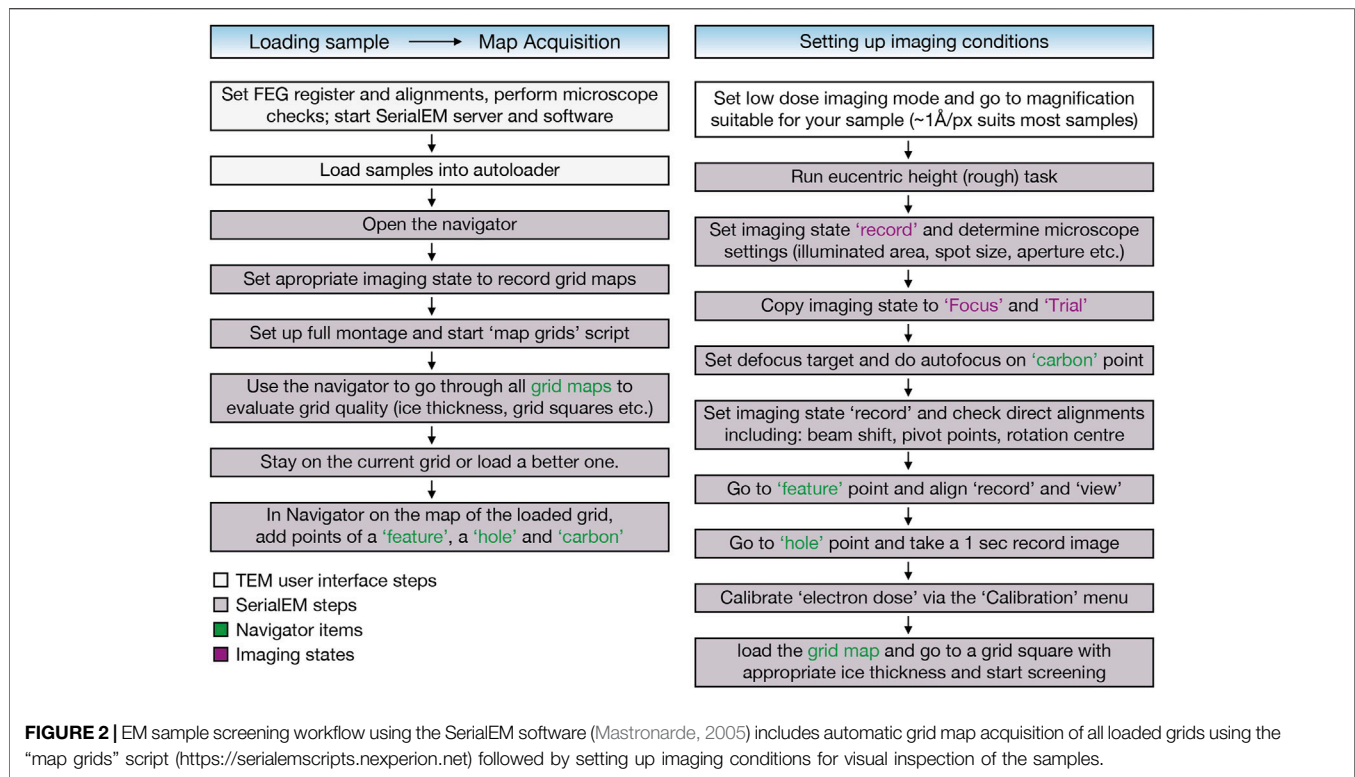 Loading sample → Map Acquisition
Set FEG register and alignments, perform microscope
checks; start SerialEM server and software
Load samples into autoloader
Open the navigator
Set apropriate imaging state to record grid maps
Set up full montage and start ‘map grids’ script
Use the navigator to go through all grid maps to
evaluate grid quality (ice thickness, grid squares etc.)
Stay on the current grid or load a better one.
In Navigator on the map of the loaded grid,
add points of a ‘feature’, a ‘hole’ and ‘carbon’
TEM user interface steps
SerialEM steps
Navigator items
Imaging states
Setting up imaging conditions
Set low dose imaging mode and go to magnification
suitable for your sample (~1Å/px suits most samples)
Run eucentric height (rough) task
Set imaging state ‘record’ and determine microscope
settings (illuminated area, spot size, aperture etc.)
Copy imaging state to ‘Focus’ and ‘Trial’
Set defocus target and do autofocus on ‘carbon’ point
Set imaging state ‘record’ and check direct alignments
including: beam shift, pivot points, rotation centre
Go to ‘feature’ point and align ‘record’ and ‘view’
Go to ‘hole’ point and take a 1 sec record image
Calibrate ‘electron dose’ via the ‘Calibration’ menu
load the grid map and go to a grid square with
appropriate ice thickness and start screening
FIGURE 2 | EM sample screening workflow using the SerialEM software (Mastronarde, 2005) includes automatic grid map acquisition of all loaded grids using the
“map grids” script (https://serialemscripts.nexperion.net) followed by setting up imaging conditions for visual inspection of the samples.